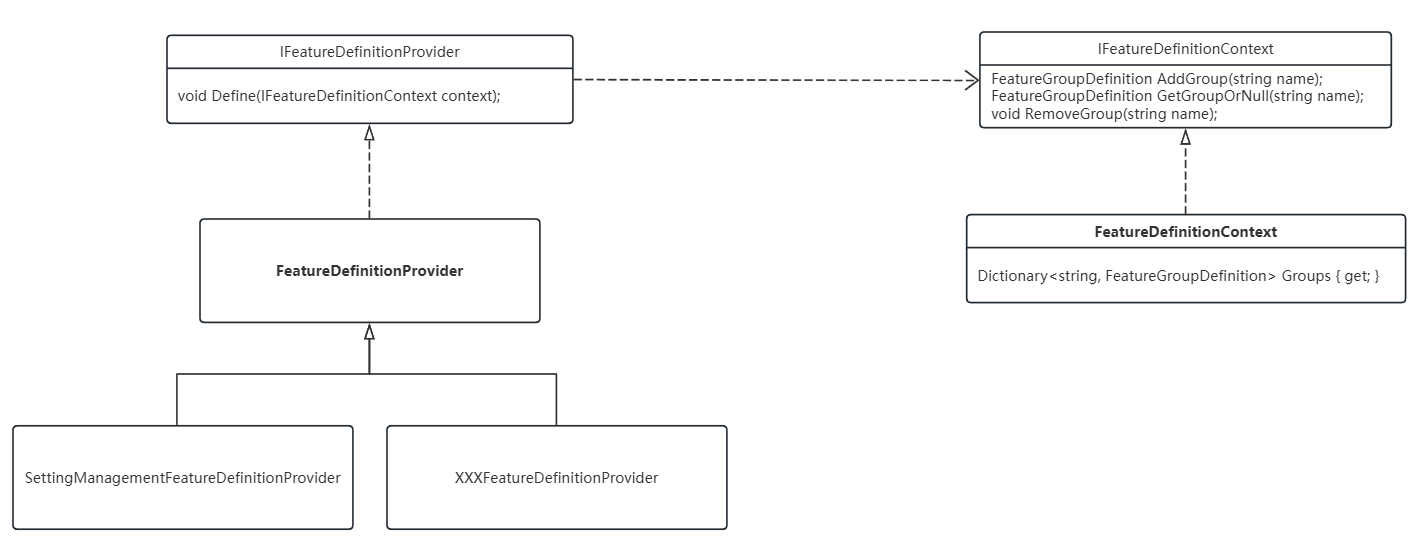 IFeatureDefinitionProvider
void Define(IFeatureDefinitionContext context);
IFeatureDefinitionContext
FeatureGroupDefinition AddGroup(string name);
FeatureGroupDefinition GetGroupOrNull(string name);
void RemoveGroup(string name);
FeatureDefinitionProvider
FeatureDefinitionContext
Dictionary<string, FeatureGroupDefinition> Groups { get; }
SettingManagementFeatureDefinitionProvider
XXXFeatureDefinitionProvider